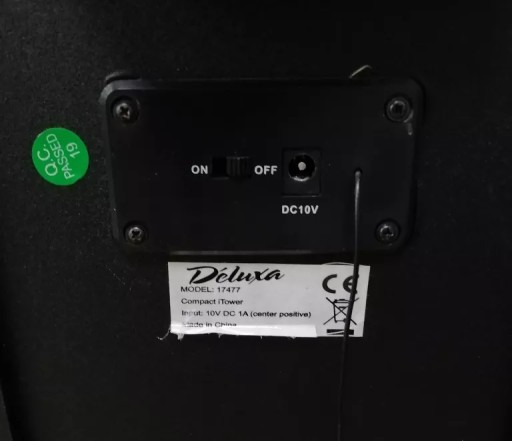 Q.C.
PASSED
19
ON OFF
DC10V
Deluxa
MODEL: 17477
Compact iTower
Input: 10V DC 1A (center positive)
Made in China
CE